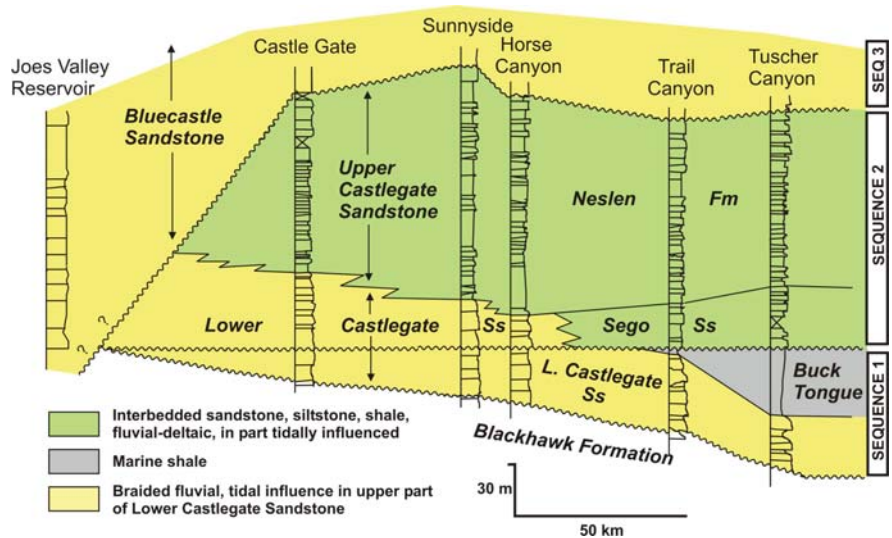 Sunnyside
Castle Gate
Horse
Canyon
Joes Valley
Reservoir
Trail
Canyon
Tuscher
Canyon
SEQ 3
Bluecastle
Sandstone
Upper
Castlegate
Sandstone
Neslen
Fm
SEQUENCE 2
Lower
Castlegate
Ss
Sego
Ss
L. Castlegate
Ss
Buck
Tongue
SEQUENCE 1
Blackhawk Formation
Interbedded sandstone, siltstone, shale,
fluvial-deltaic, in part tidally influenced
Marine shale
Braided fluvial, tidal influence in upper part
of Lower Castlegate Sandstone
30 m
50 km